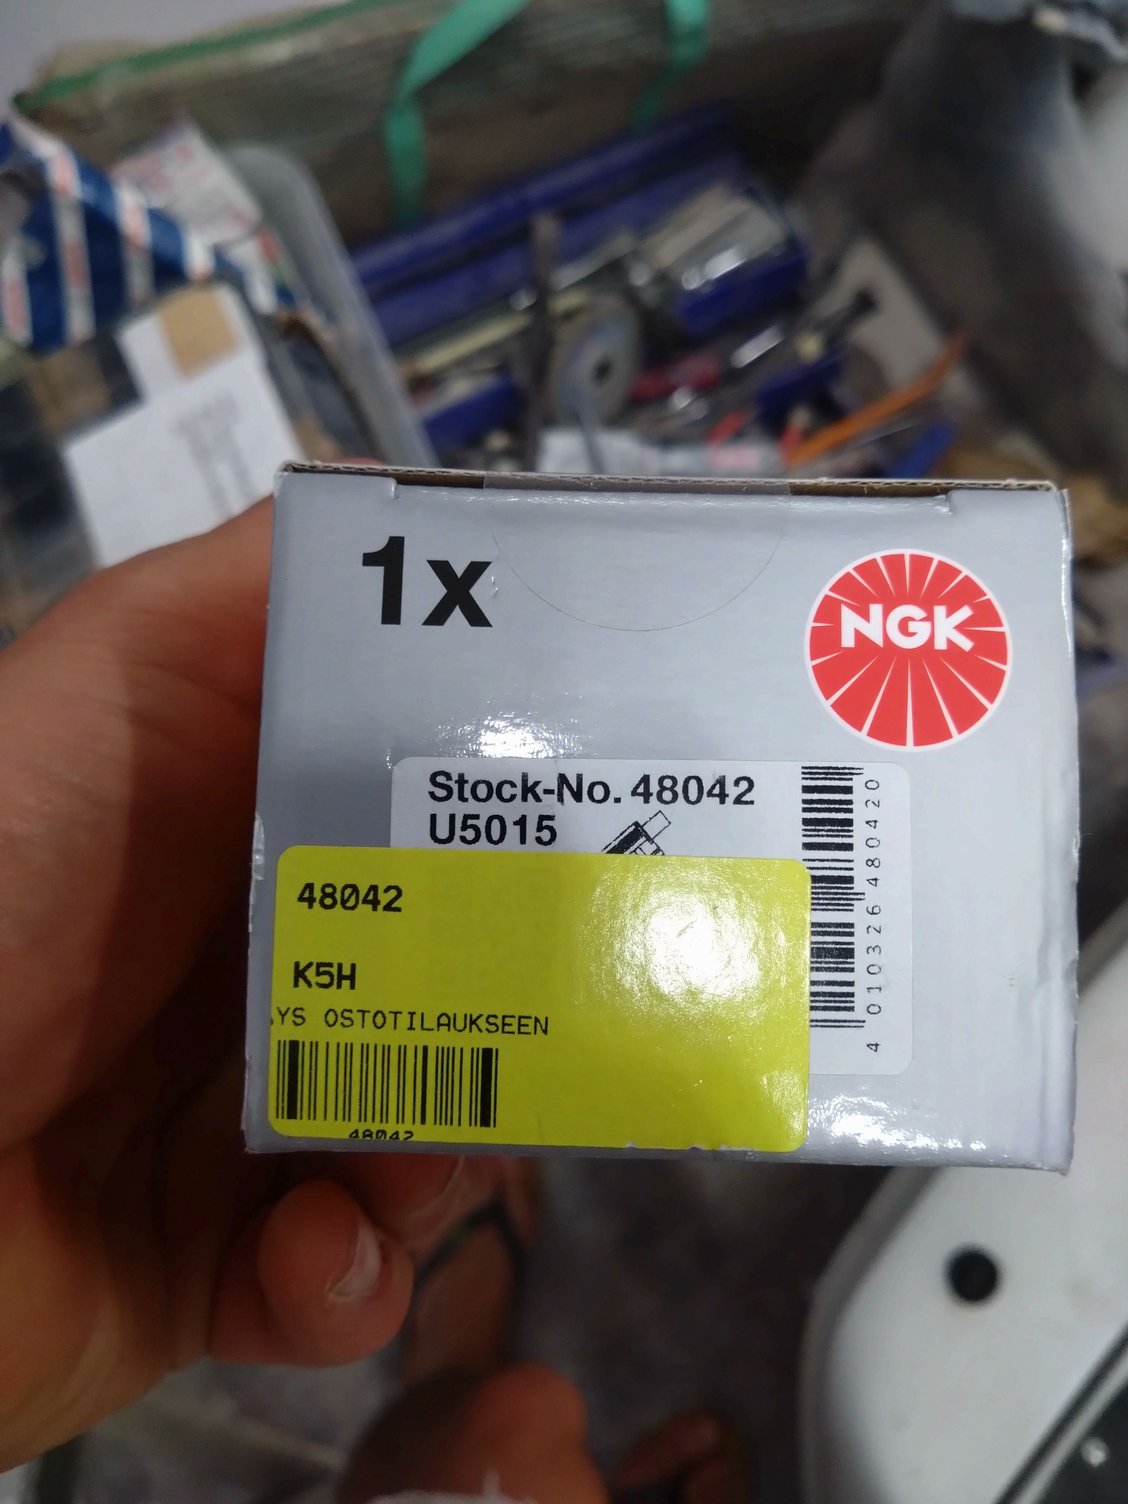 1x
NGK
Stock-No. 48042
U5015
48042
K5H
YS OSTOTILAUKSEEN
48042
4 010326 480420